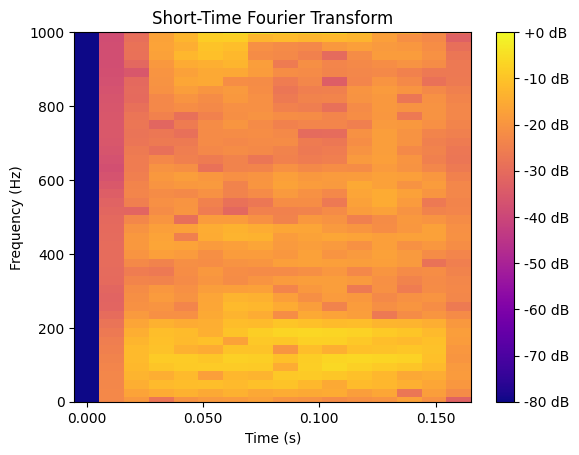 Short-Time Fourier Transform
1000
800
600
400
200
0
Frequency (Hz)
0.000
0.050
0.100
0.150
Time (s)
+0 dB
-10 dB
-20 dB
-30 dB
-40 dB
-50 dB
-60 dB
-70 dB
-80 dB